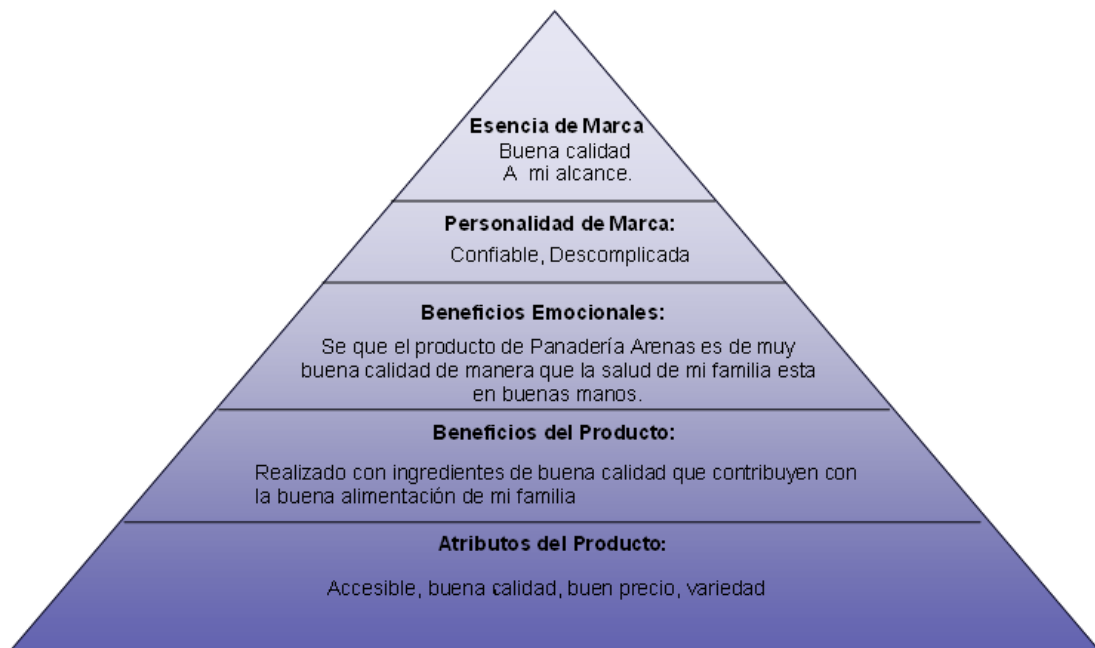 Esencia de Marca
Buena calidad
A mi alcance.
Personalidad de Marca:
Confiable, Descomplicada
Beneficios Emocionales:
Se que el producto de Panadería Arenas es de muy
buena calidad de manera que la salud de mi familia esta
en buenas manos.
Beneficios del Producto:
Realizado con ingredientes de buena calidad que contribuyen con
la buena alimentación de mi familia
Atributos del Producto:
Accesible, buena calidad, buen precio, variedad